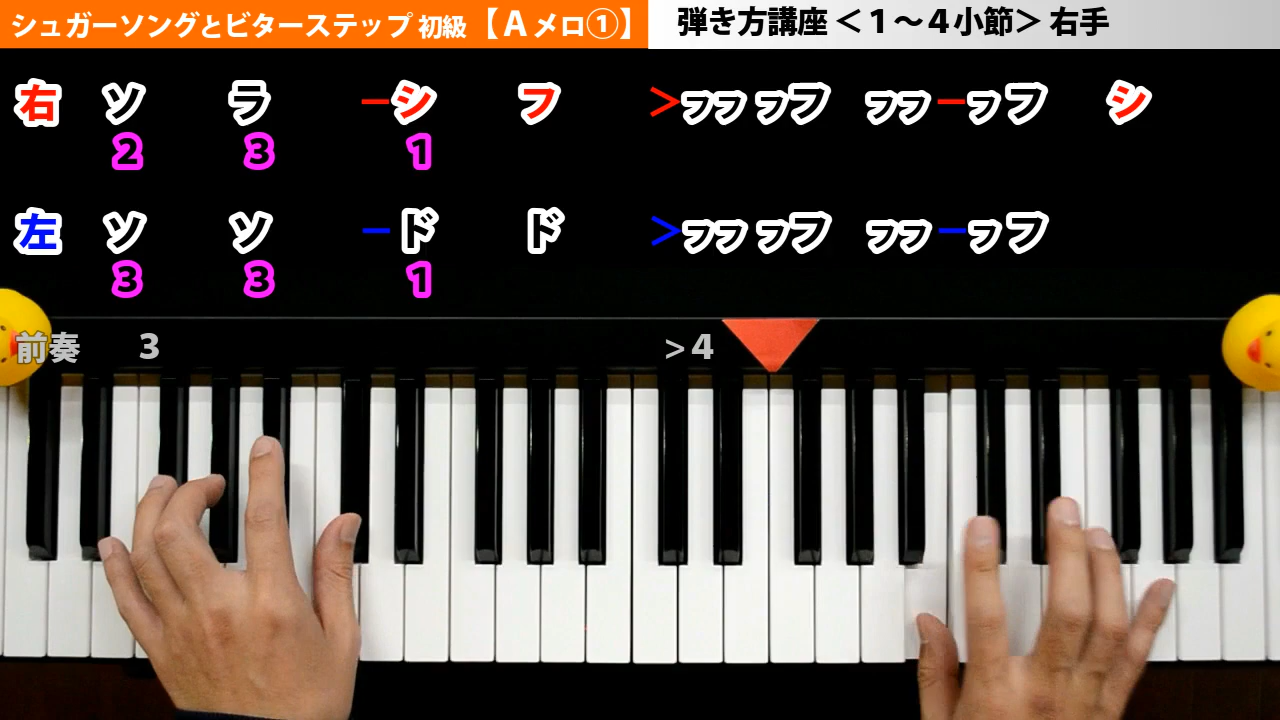 シュガーソングとビターステップ 初級【Aメロ①】 弾き方講座 ＜1～4小節＞ 右手
右 ソ ラ ーシ フ ＞フフ フフ フフーフフ シ
2 3 1
左 ソ ソ ード ド ＞フフ フフ フフーフフ
3 3 1
前奏 3 ＞4